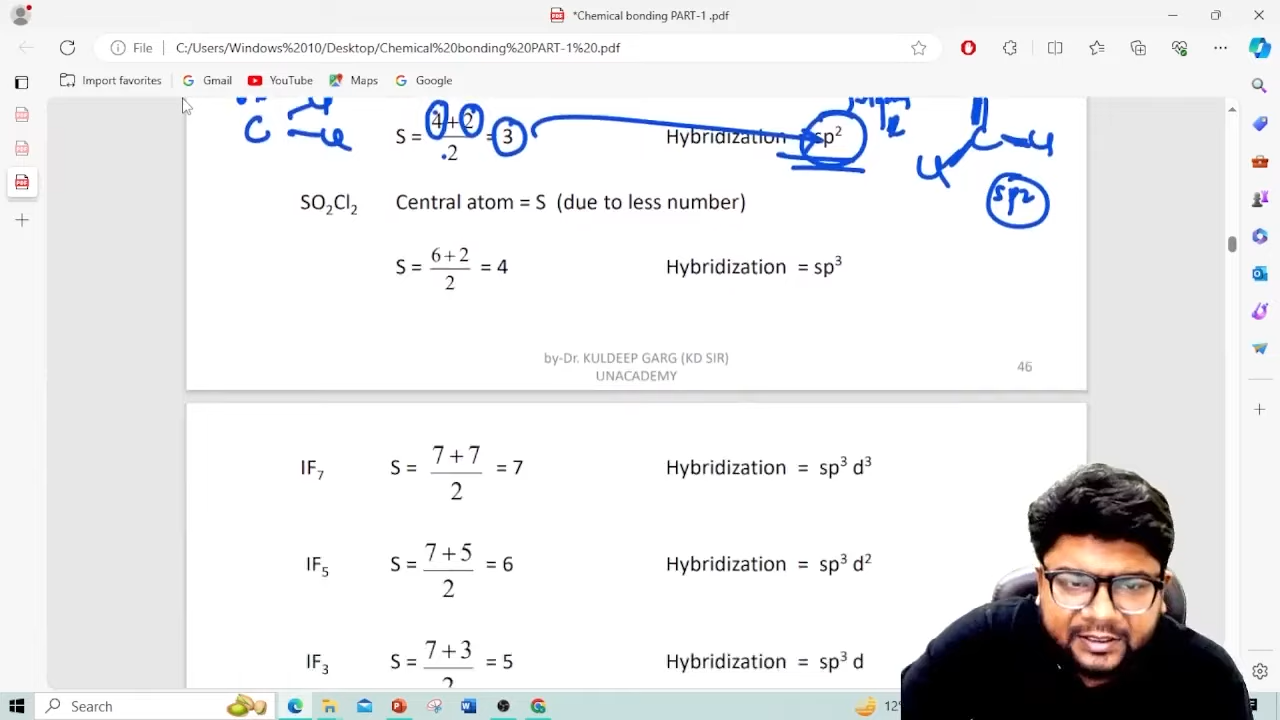 *Chemical bonding PART-1 .pdf
File C:/Users/Windows%2010/Desktop/Chemical%20bonding%20PART-1%20.pdf
Import favorites Gmail YouTube Maps Google
C
S = 4+2 / 2 = 3 Hybridization = sp²
sp2
SO₂Cl₂ Central atom = S (due to less number)
S = 6+2 / 2 = 4 Hybridization = sp³
by-Dr. KULDEEP GARG (KD SIR)
UNACADEMY
46
IF₇ S = 7+7 / 2 = 7 Hybridization = sp³ d³
IF₅ S = 7+5 / 2 = 6 Hybridization = sp³ d²
IF₃ S = 7+3 / 2 = 5 Hybridization = sp³ d
Search